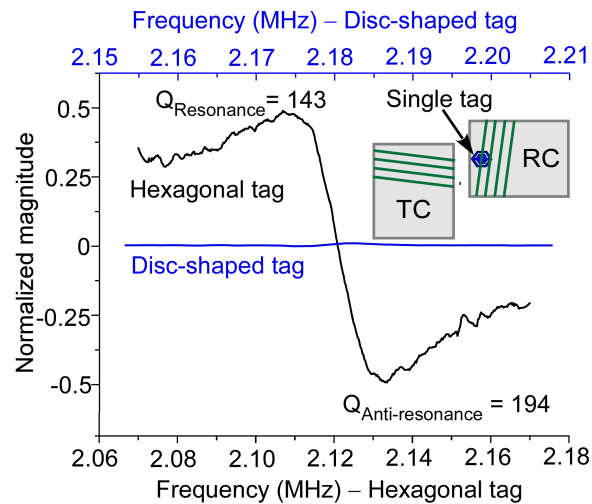 Frequency (MHz) – Disc-shaped tag
2.15 2.16 2.17 2.18 2.19 2.20 2.21
Q Resonance = 143
Single tag
0.5
RC
0.25
Hexagonal tag
TC
Normalized magnitude
0
Disc-shaped tag
-0.25
-0.5
Q Anti-resonance = 194
2.06 2.08 2.10 2.12 2.14 2.16 2.18
Frequency (MHz) – Hexagonal tag